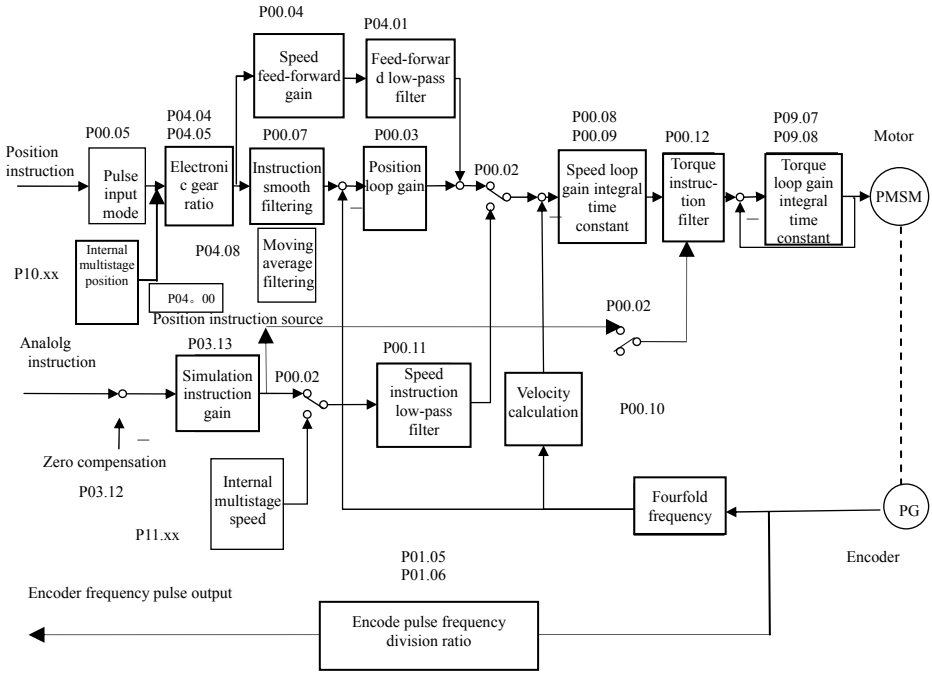 P00.04
P04.01
Speed
feed-forward
gain
Feed-forwar
d low-pass
filter
P04.04
P04.05
P00.05
P00.07
P00.03
P00.02
P00.08
P00.09
P00.12
P09.07
P09.08
Motor
Position
instruction
Pulse
input
mode
Electroni
c gear
ratio
Instruction
smooth
filtering
Position
loop gain
Speed loop
gain integral
time
constant
Torque
instruc-
tion
filter
Torque
loop gain
integral
time
constant
PMSM
P10.xx
Internal
multistage
position
P04.08
Moving
average
filtering
P04。00
Position instruction source
P00.02
Analolg
instruction
P03.13
Simulation
instruction
gain
P00.02
P00.11
Speed
instruction
low-pass
filter
Velocity
calculation
P00.10
Zero compensation
P03.12
P11.xx
Internal
multistage
speed
Fourfold
frequency
PG
Encoder
P01.05
P01.06
Encoder frequency pulse output
Encode pulse frequency
division ratio